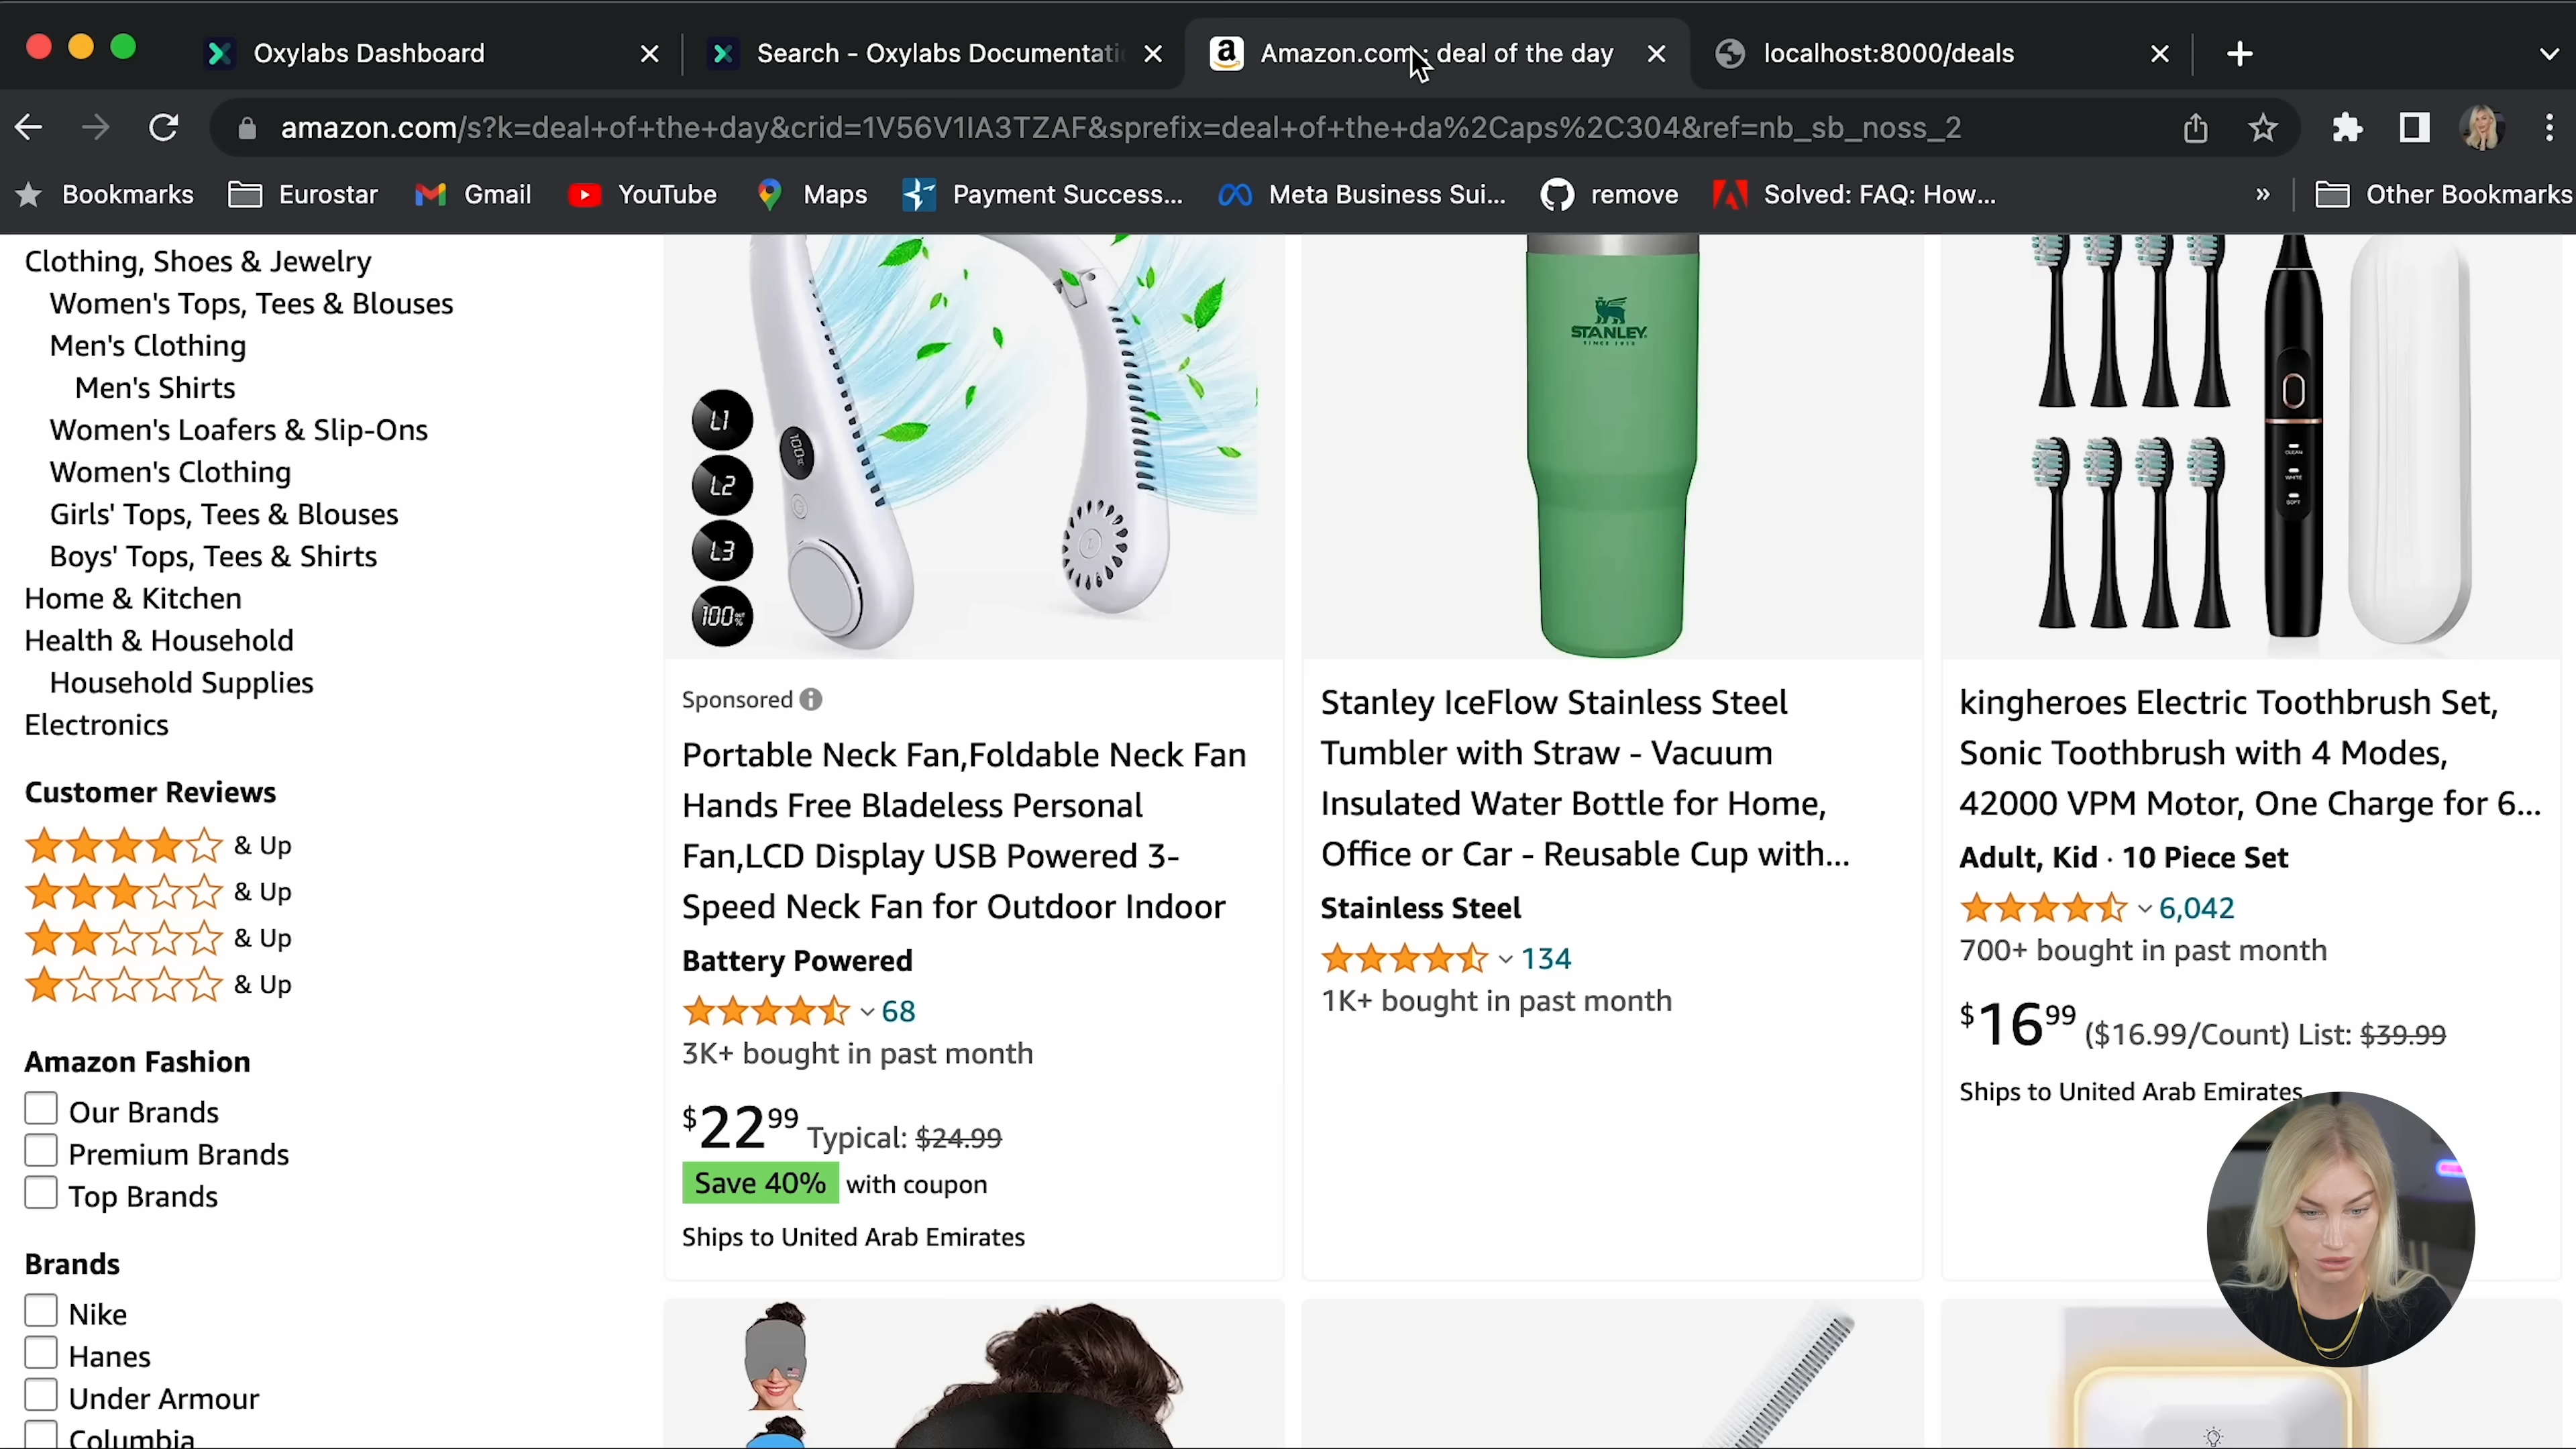 Oxylabs Dashboard
Search - Oxylabs Documentati
Amazon.com : deal of the day
localhost:8000/deals
amazon.com/s?k=deal+of+the+day&crid=1V56V1IA3TZAF&sprefix=deal+of+the+da%2Caps%2C304&ref=nb_sb_noss_2
Bookmarks
Eurostar
Gmail
YouTube
Maps
Payment Success...
Meta Business Sui...
remove
Solved: FAQ: How...
»
Other Bookmarks
Clothing, Shoes & Jewelry
Women's Tops, Tees & Blouses
Men's Clothing
Men's Shirts
Women's Loafers & Slip-Ons
Women's Clothing
Girls' Tops, Tees & Blouses
Boys' Tops, Tees & Shirts
Home & Kitchen
Health & Household
Household Supplies
Electronics
Customer Reviews
& Up
& Up
& Up
& Up
Amazon Fashion
Our Brands
Premium Brands
Top Brands
Brands
Nike
Hanes
Under Armour
Columbia
L1
L2
L3
100%
100
Sponsored
Portable Neck Fan,Foldable Neck Fan
Hands Free Bladeless Personal
Fan,LCD Display USB Powered 3-
Speed Neck Fan for Outdoor Indoor
Battery Powered
68
3K+ bought in past month
$22 99 Typical: $24.99
Save 40% with coupon
Ships to United Arab Emirates
STANLEY
SINCE 1913
Stanley IceFlow Stainless Steel
Tumbler with Straw - Vacuum
Insulated Water Bottle for Home,
Office or Car - Reusable Cup with...
Stainless Steel
134
1K+ bought in past month
CLEAN
WHITE
SOFT
kingheroes Electric Toothbrush Set,
Sonic Toothbrush with 4 Modes,
42000 VPM Motor, One Charge for 6...
Adult, Kid · 10 Piece Set
6,042
700+ bought in past month
$16 99 ($16.99/Count) List: $39.99
Ships to United Arab Emirates